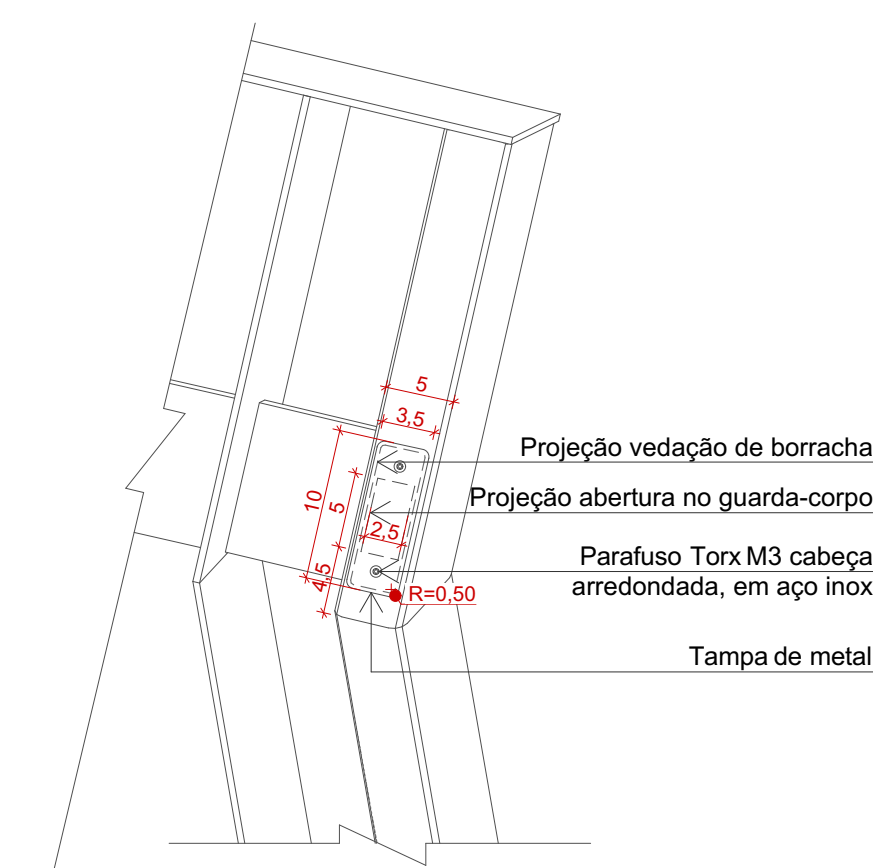 5
3,5
10
5
2,5
4,5
R=0,50
Projeção vedação de borracha
Projeção abertura no guarda-corpo
Parafuso Torx M3 cabeça
arredondada, em aço inox
Tampa de metal